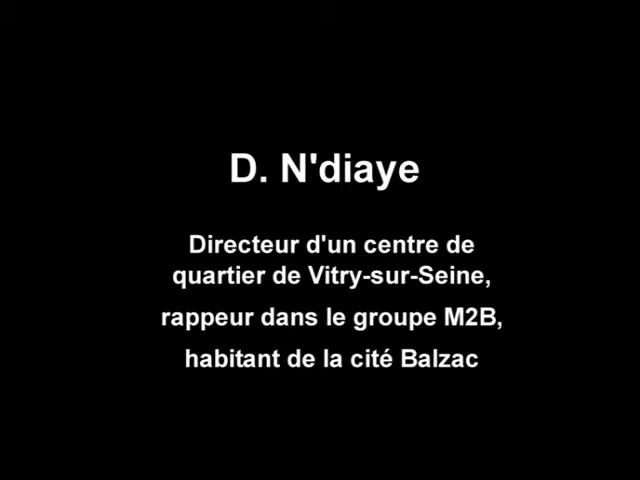 D. N'diaye
Directeur d'un centre de
quartier de Vitry-sur-Seine,
rappeur dans le groupe M2B,
habitant de la cité Balzac